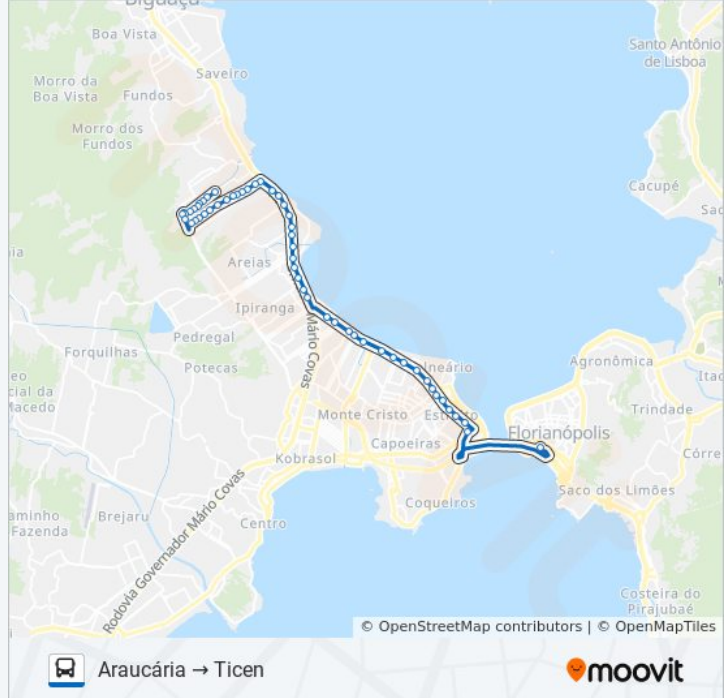 Biguaçu
Boa Vista
Santo Antônio
de Lisboa
Saveiro
Morro da
Boa Vista
Fundos
Morro dos
Fundos
Cacupé
Areias
Ipiranga
Pedregal
Forquilhas
Potecas
Mário Covas
Agronômica
Monte Cristo
Trindade
Florianópolis
Capoeiras
Kobrasol
Saco dos Limões
Coqueiros
Brejaru
Centro
Rodovia Governador Mário Covas
Costeira do
Pirajubaé
© OpenStreetMap contributors | © OpenMapTiles
Araucária → Ticen
moovit